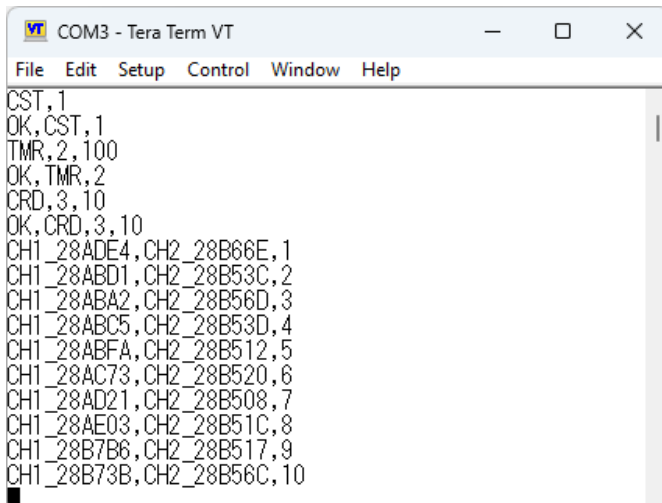 COM3 - Tera Term VT
File Edit Setup Control Window Help
CST,1
OK,CST,1
TMR,2,100
OK,TMR,2
CRD,3,10
OK,CRD,3,10
CH1_28ADE4,CH2_28B66E,1
CH1_28ABD1,CH2_28B53C,2
CH1_28ABA2,CH2_28B56D,3
CH1_28ABC5,CH2_28B53D,4
CH1_28ABFA,CH2_28B512,5
CH1_28AC73,CH2_28B520,6
CH1_28AD21,CH2_28B508,7
CH1_28AE03,CH2_28B51C,8
CH1_28B7B6,CH2_28B517,9
CH1_28B73B,CH2_28B56C,10